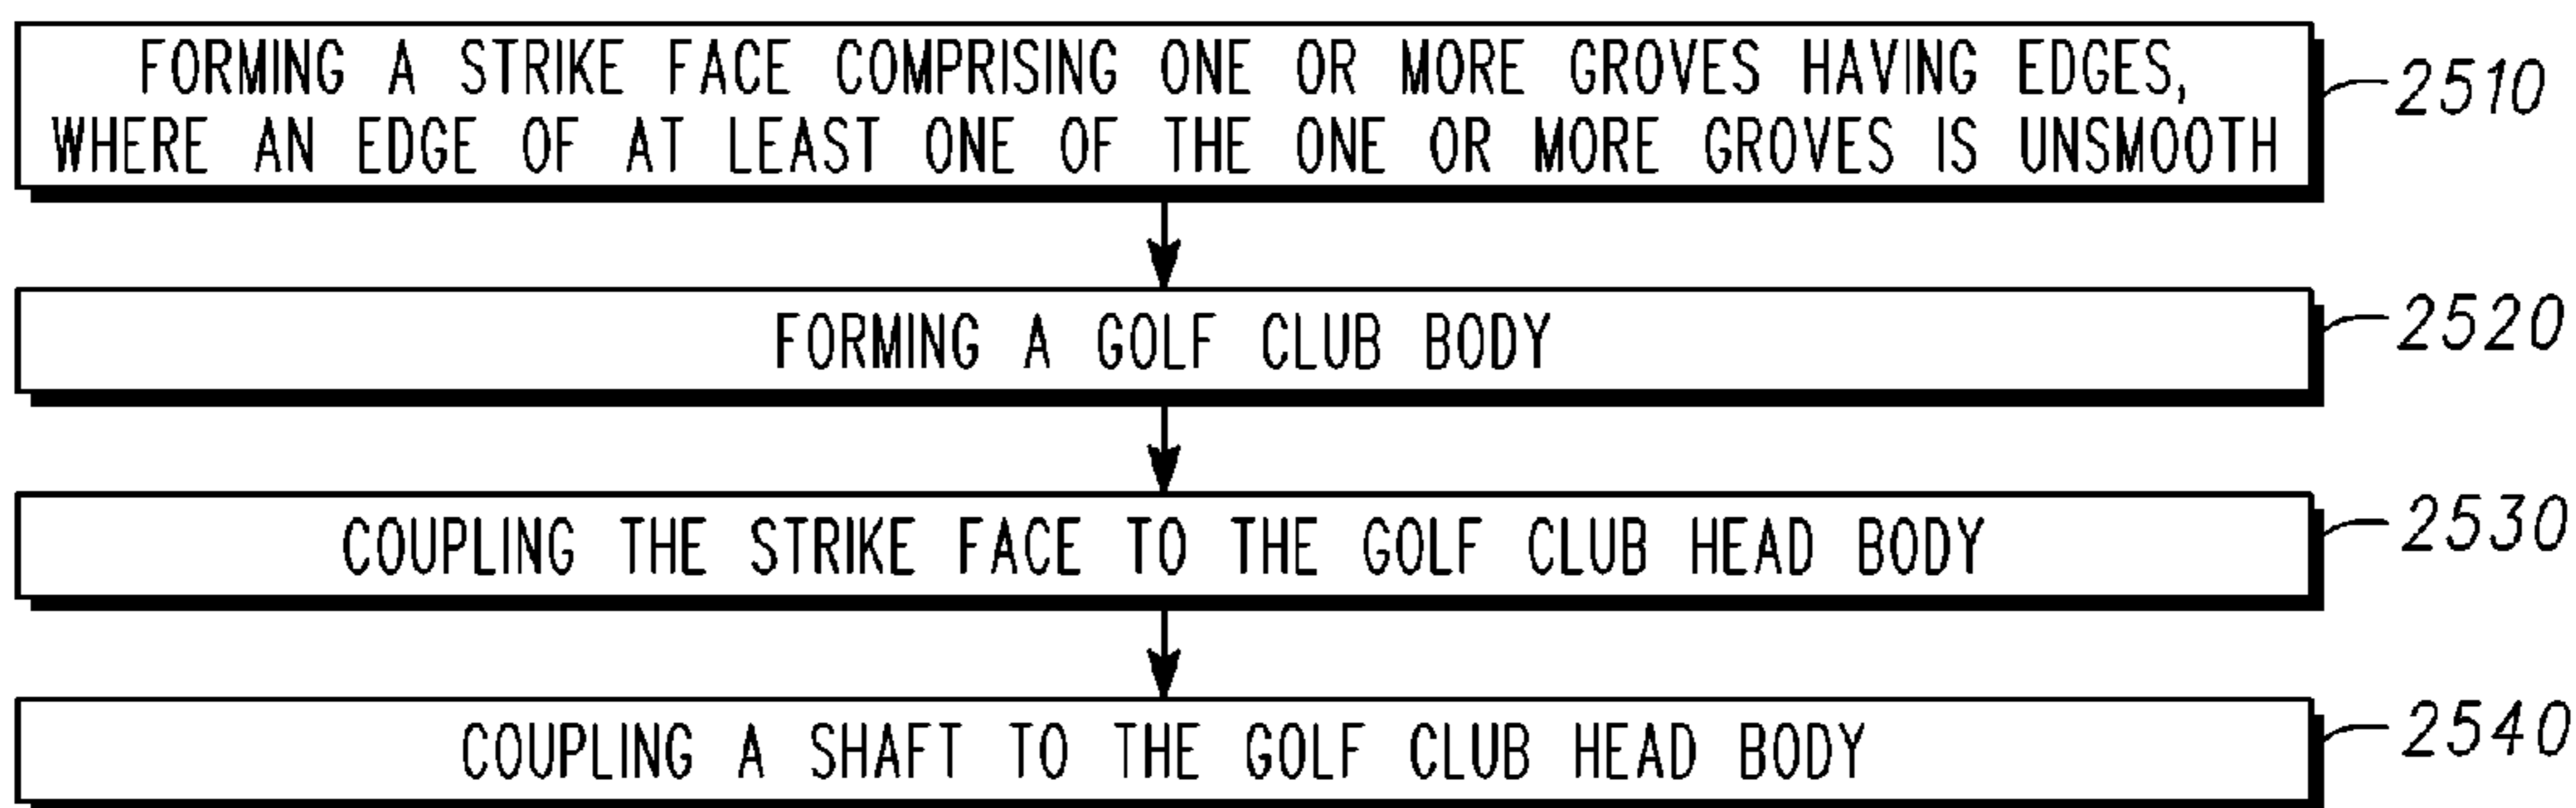 FORMING A STRIKE FACE COMPRISING ONE OR MORE GROVES HAVING EDGES,
WHERE AN EDGE OF AT LEAST ONE OF THE ONE OR MORE GROVES IS UNSMOOTH
2510
FORMING A GOLF CLUB BODY
2520
COUPLING THE STRIKE FACE TO THE GOLF CLUB HEAD BODY
2530
COUPLING A SHAFT TO THE GOLF CLUB HEAD BODY
2540